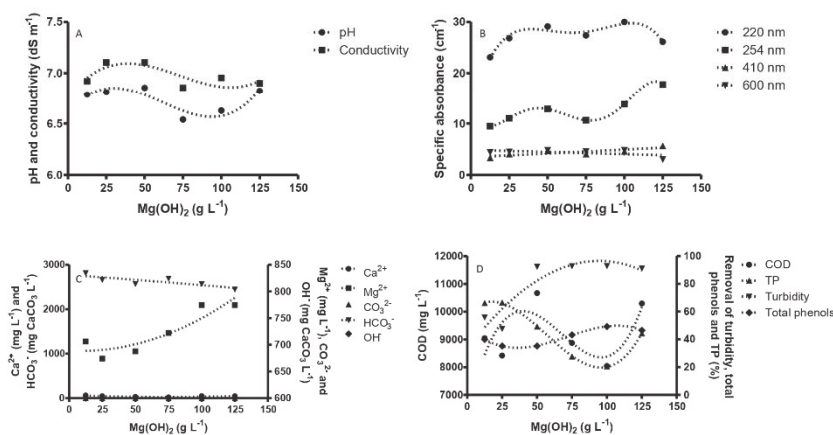 A
7.5
7.0
6.5
6.0
pH and conductivity (dS m⁻¹)
0
25
50
75
100
125
150
Mg(OH)₂ (g L⁻¹)
pH
Conductivity
B
30
20
10
0
Specific absorbance (cm⁻¹)
0
25
50
75
100
125
150
Mg(OH)₂ (g L⁻¹)
220 nm
254 nm
410 nm
600 nm
C
3000
2000
1000
0
Ca²⁺ (mg L⁻¹) and
HCO₃⁻ (mg CaCO₃ L⁻¹)
850
800
750
700
650
600
Mg²⁺ (mg L⁻¹), CO₃²⁻ and
OH⁻(mg CaCO₃ L⁻¹)
0
25
50
75
100
125
150
Mg(OH)₂ (g L⁻¹)
Ca²⁺
Mg²⁺
CO₃²⁻
HCO₃⁻
OH⁻
D
12000
11000
10000
9000
8000
7000
COD (mg L⁻¹)
100
80
60
40
20
0
Removal of turbidity, total
phenols and TP (%)
0
25
50
75
100
125
150
Mg(OH)₂ (g L⁻¹)
COD
TP
Turbidity
Total phenols